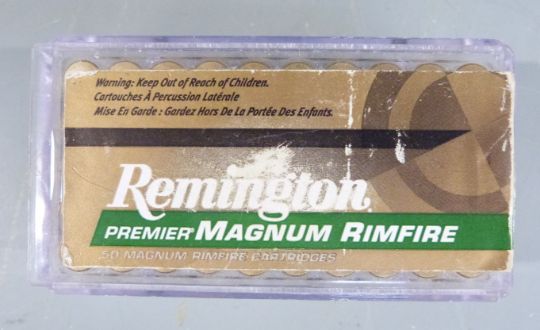 Warning: Keep Out of Reach of Children.
Cartouches À Percussion Latérale
Mise En Garde : Gardez Hors De La Portée Des Enfants.
Remington.
PREMIER® MAGNUM RIMFIRE
50 MAGNUM RIMFIRE CARTRIDGES